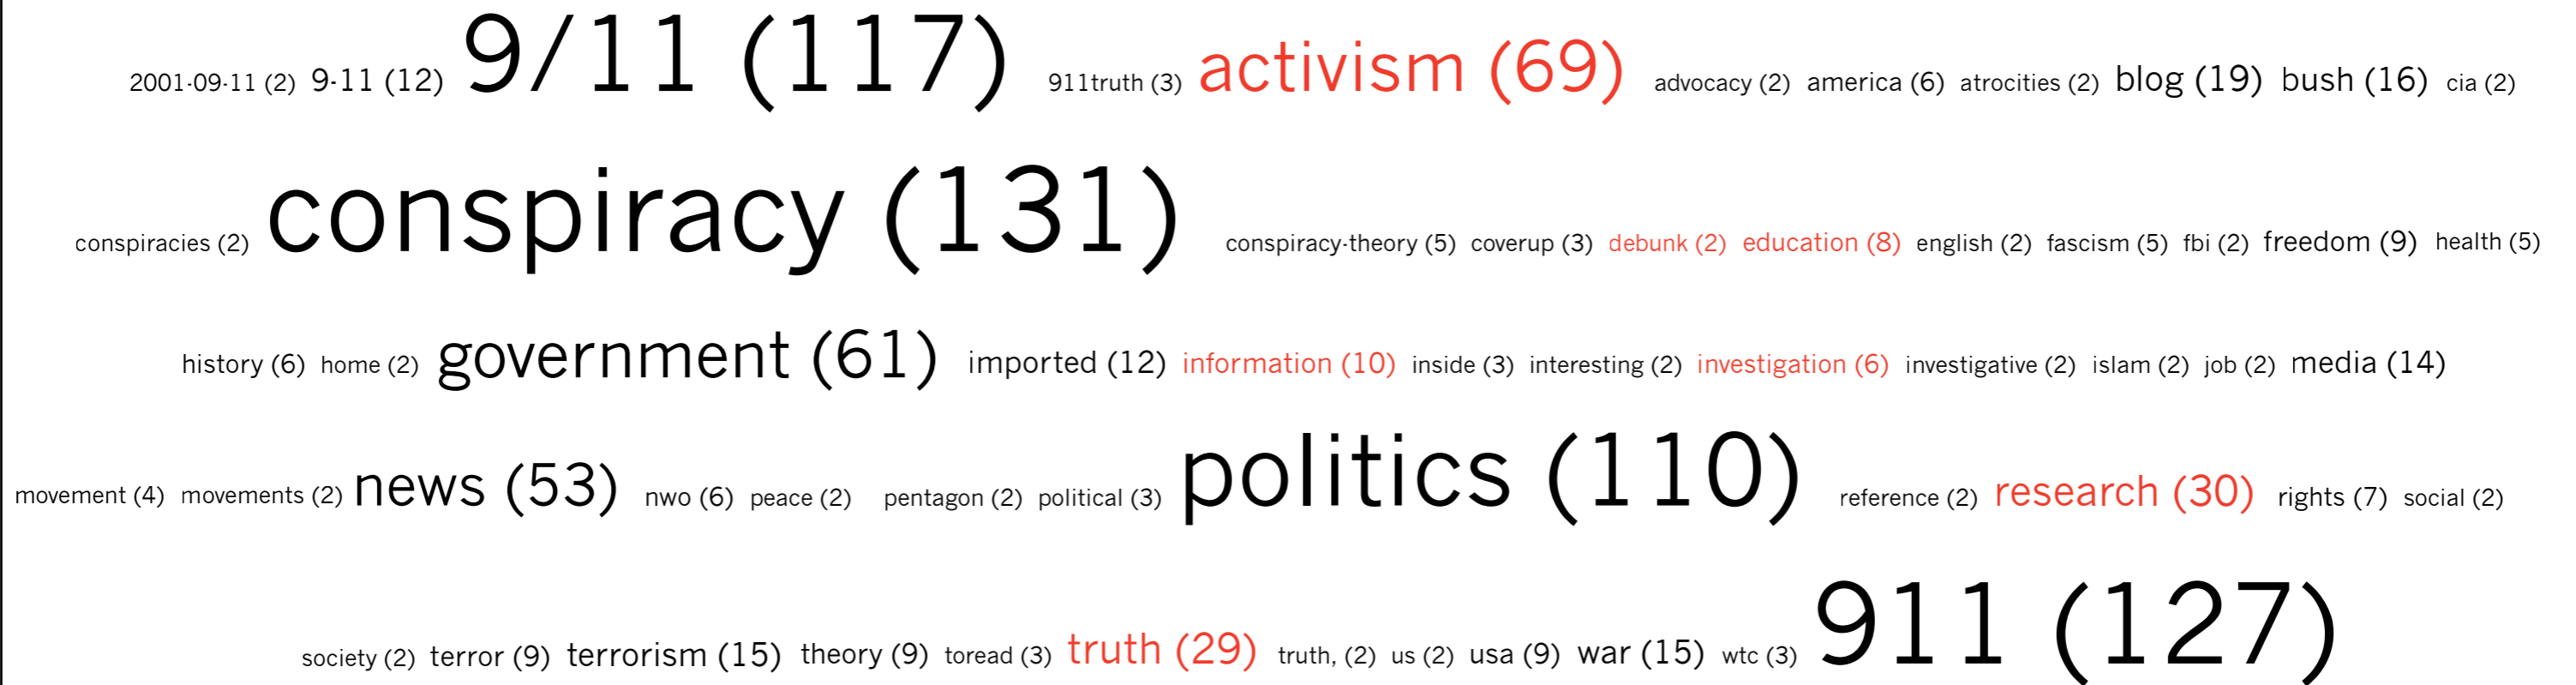 2001-09-11 (2) 9-11 (12) 9/11 (117) 911truth (3) activism (69) advocacy (2) america (6) atrocities (2) blog (19) bush (16) cia (2)
conspiracies (2) conspiracy (131) conspiracy-theory (5) coverup (3) debunk (2) education (8) english (2) fascism (5) fbi (2) freedom (9) health (5)
history (6) home (2) government (61) imported (12) information (10) inside (3) interesting (2) investigation (6) investigative (2) islam (2) job (2) media (14)
movement (4) movements (2) news (53) nwo (6) peace (2) pentagon (2) political (3) politics (110) reference (2) research (30) rights (7) social (2)
society (2) terror (9) terrorism (15) theory (9) toread (3) truth (29) truth, (2) us (2) usa (9) war (15) wtc (3) 911 (127)